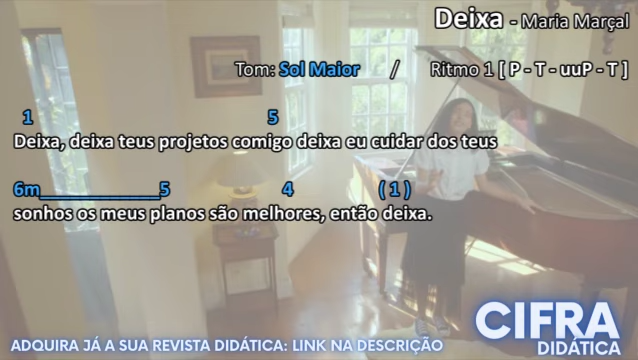 Deixa - Maria Marçal
Tom: Sol Maior / Ritmo 1 [ P - T - uuP - T ]
1 5
Deixa, deixa teus projetos comigo deixa eu cuidar dos teus
6m____________5 4 ( 1 )
sonhos os meus planos são melhores, então deixa.
CIFRA
DIDÁTICA
ADQUIRA JÁ A SUA REVISTA DIDÁTICA: LINK NA DESCRIÇÃO